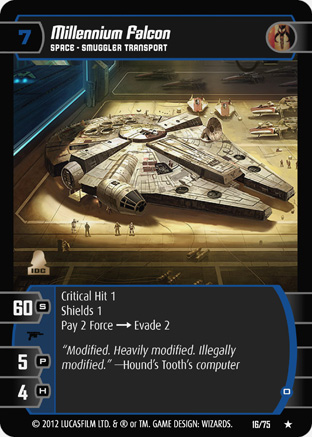 7
Millennium Falcon
SPACE - SMUGGLER TRANSPORT
IDC
60 S
5 P
4 H
Critical Hit 1
Shields 1
Pay 2 Force → Evade 2
"Modified. Heavily modified. Illegally
modified." —Hound's Tooth's computer
© 2012 LUCASFILM LTD. & ® or TM. GAME DESIGN: WIZARDS.
16/75 ★